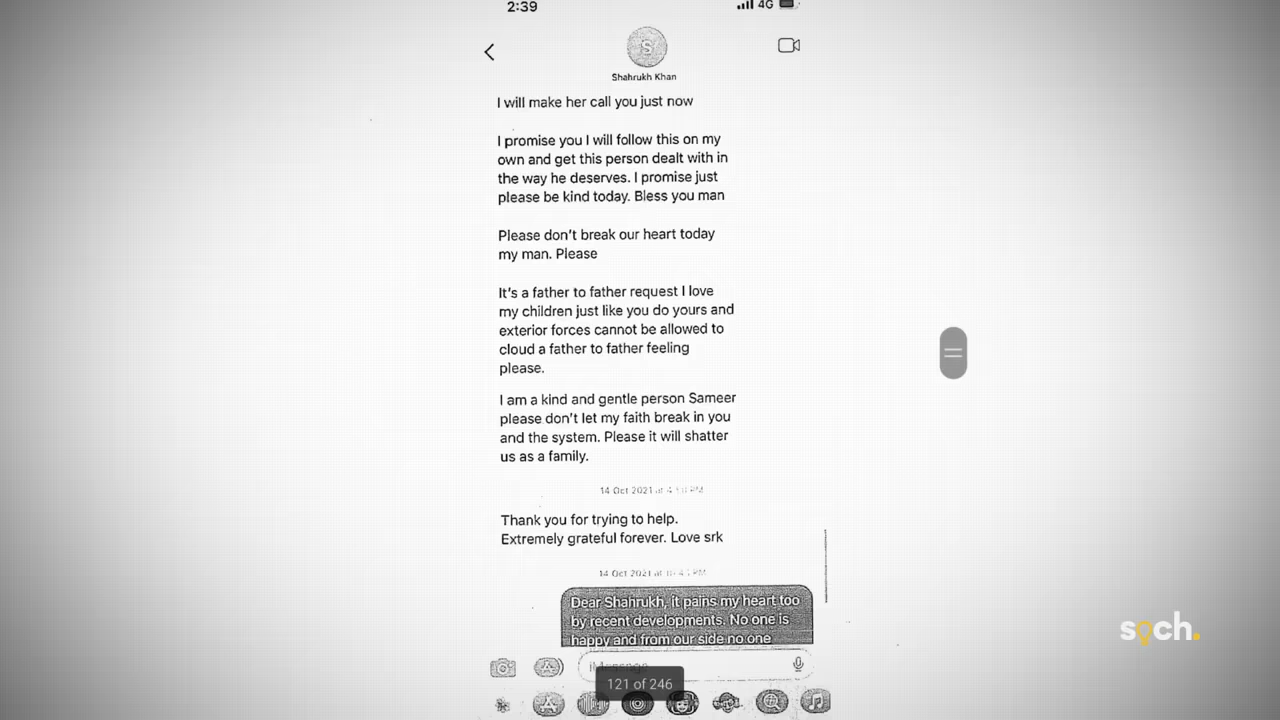 2:39
4G
S
Shahrukh Khan
I will make her call you just now
I promise you I will follow this on my
own and get this person dealt with in
the way he deserves. I promise just
please be kind today. Bless you man
Please don't break our heart today
my man. Please
It's a father to father request I love
my children just like you do yours and
exterior forces cannot be allowed to
cloud a father to father feeling
please.
I am a kind and gentle person Sameer
please don't let my faith break in you
and the system. Please it will shatter
us as a family.
14 Oct 2021 at PM
Thank you for trying to help.
Extremely grateful forever. Love srk
14 Oct 2021 at PM
Dear Shahrukh, it pains my heart too
by recent developments. No one is
happy and from our side no one
iMessage
121 of 246
soch.